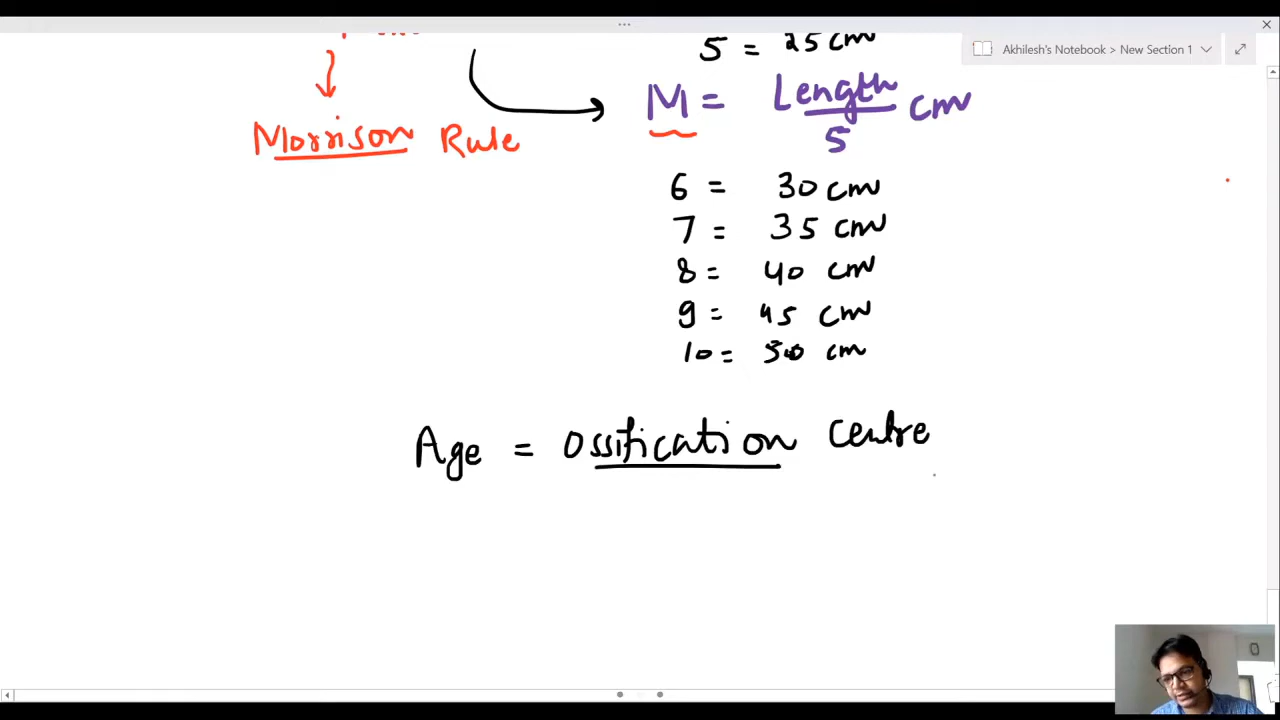 5 = 25 cm
Akhilesh's Notebook > New Section 1
M = Length / 5 cm
Morrison Rule
6 = 30 cm
7 = 35 cm
8 = 40 cm
9 = 45 cm
10 = 50 cm
Age = Ossification Centre